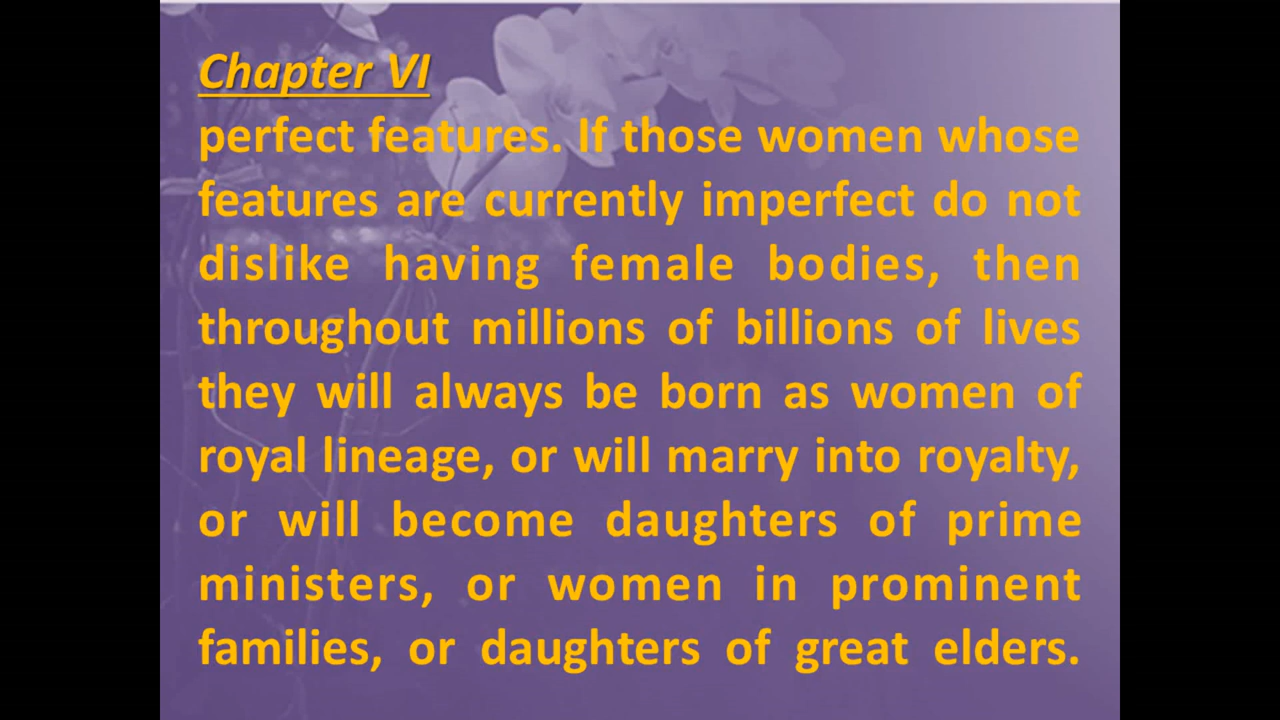 Chapter VI
perfect features. If those women whose
features are currently imperfect do not
dislike having female bodies, then
throughout millions of billions of lives
they will always be born as women of
royal lineage, or will marry into royalty,
or will become daughters of prime
ministers, or women in prominent
families, or daughters of great elders.